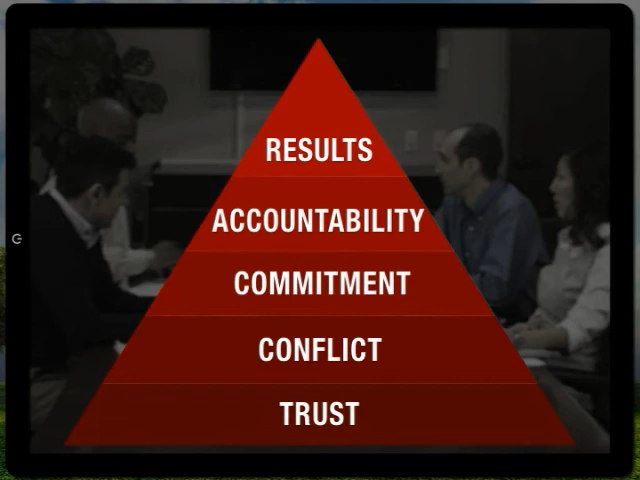 RESULTS
ACCOUNTABILITY
COMMITMENT
CONFLICT
TRUST